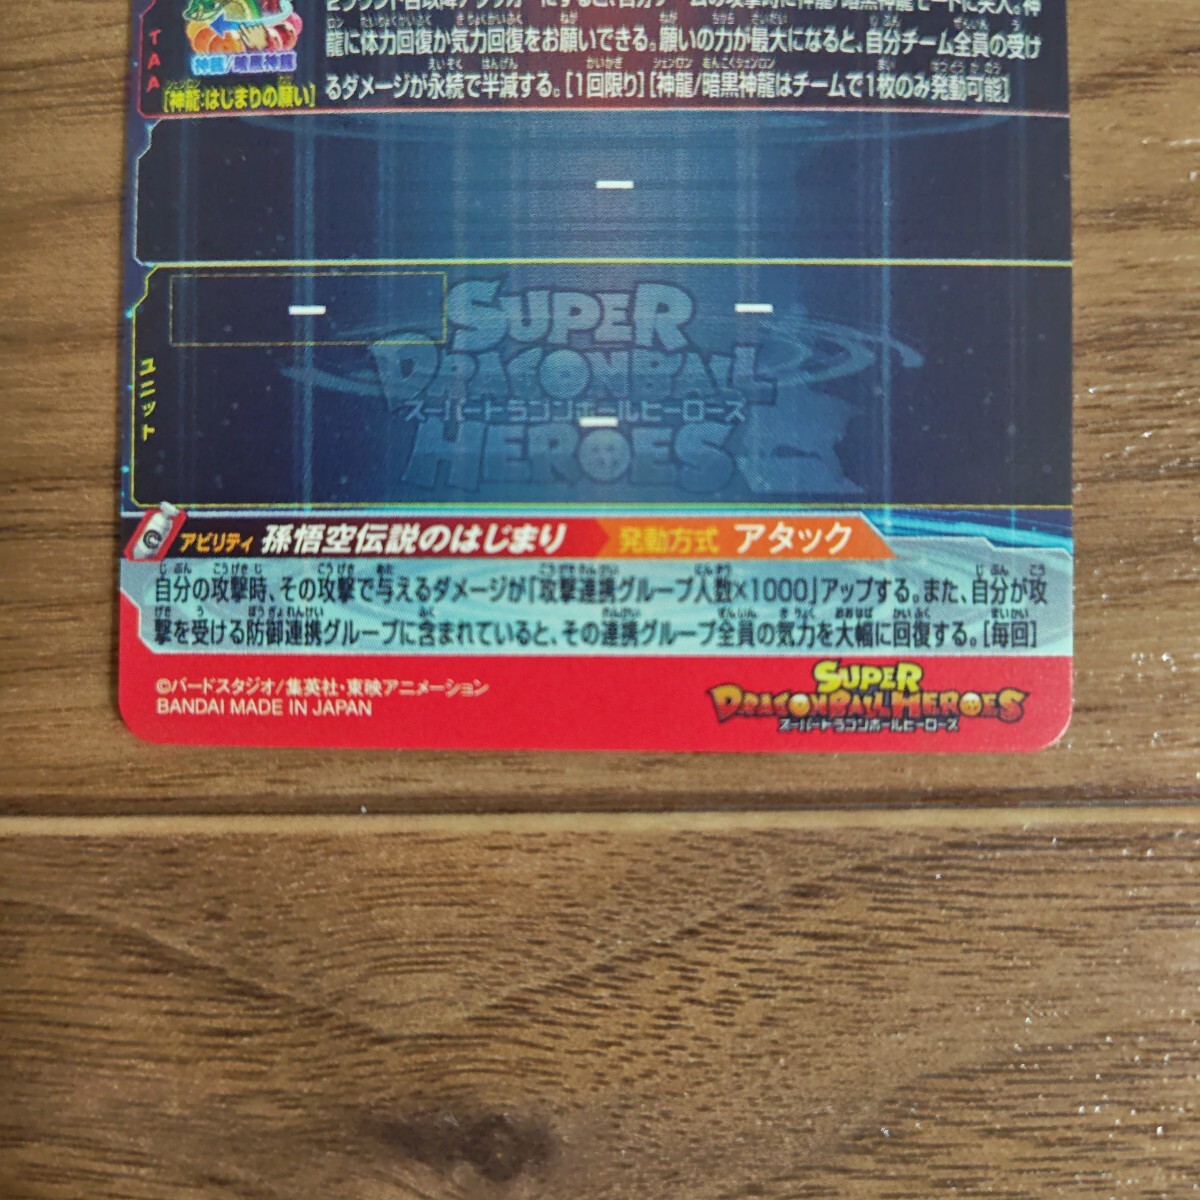 TAA
神龍/暗黒神龍
[神龍:はじまりの願い]
龍に体力回復か気力回復をお願いできる。願いの力が最大になると、自分チーム全員の受け
るダメージが永続で半減する。[1回限り][神龍/暗黒神龍はチームで1枚のみ発動可能]
ー
ユニット
ー ー
ー
SUPER
DRAGONBALL
スーパードラゴンボールヒーローズ
HEROES
アビリティ 孫悟空伝説のはじまり 発動方式 アタック
自分の攻撃時、その攻撃で与えるダメージが「攻撃連携グループ人数×1000」アップする。また、自分が攻
撃を受ける防御連携グループに含まれていると、その連携グループ全員の気力を大幅に回復する。[毎回]
©バードスタジオ/集英社・東映アニメーション
BANDAI MADE IN JAPAN
SUPER
DRAGONBALL HEROES
スーパードラゴンボールヒーローズ